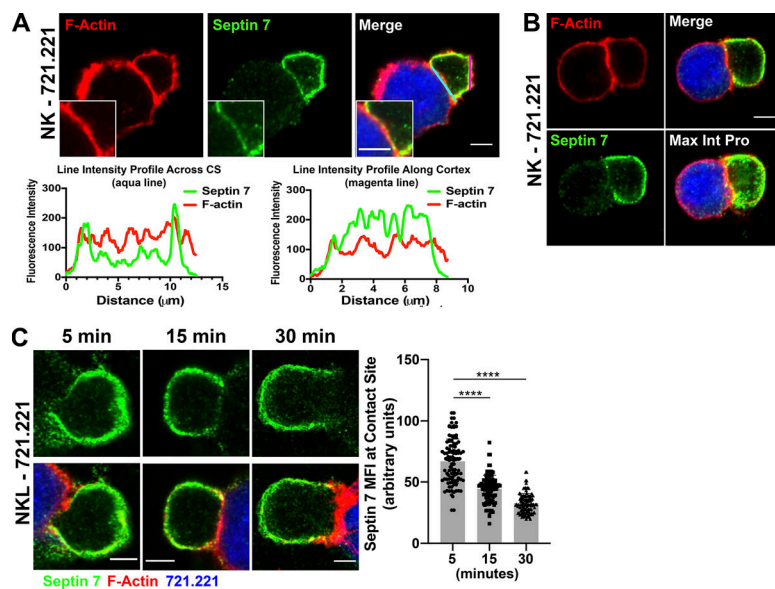 A
F-Actin
Septin 7
Merge
NK - 721.221
Line Intensity Profile Across CS
(aqua line)
Septin 7
F-actin
Fluorescence Intensity
300
200
100
0
0 5 10 15
Distance (μm)
Line Intensity Profile Along Cortex
(magenta line)
Septin 7
F-actin
Fluorescence Intensity
300
200
100
0
0 2 4 6 8 10
Distance (μm)
B
F-Actin
Merge
Septin 7
Max Int Pro
NK - 721.221
C
5 min
15 min
30 min
NKL - 721.221
Septin 7 F-Actin 721.221
Septin 7 MFI at Contact Site
(arbitrary units)
150
100
50
0
****
****
5 15 30
(minutes)